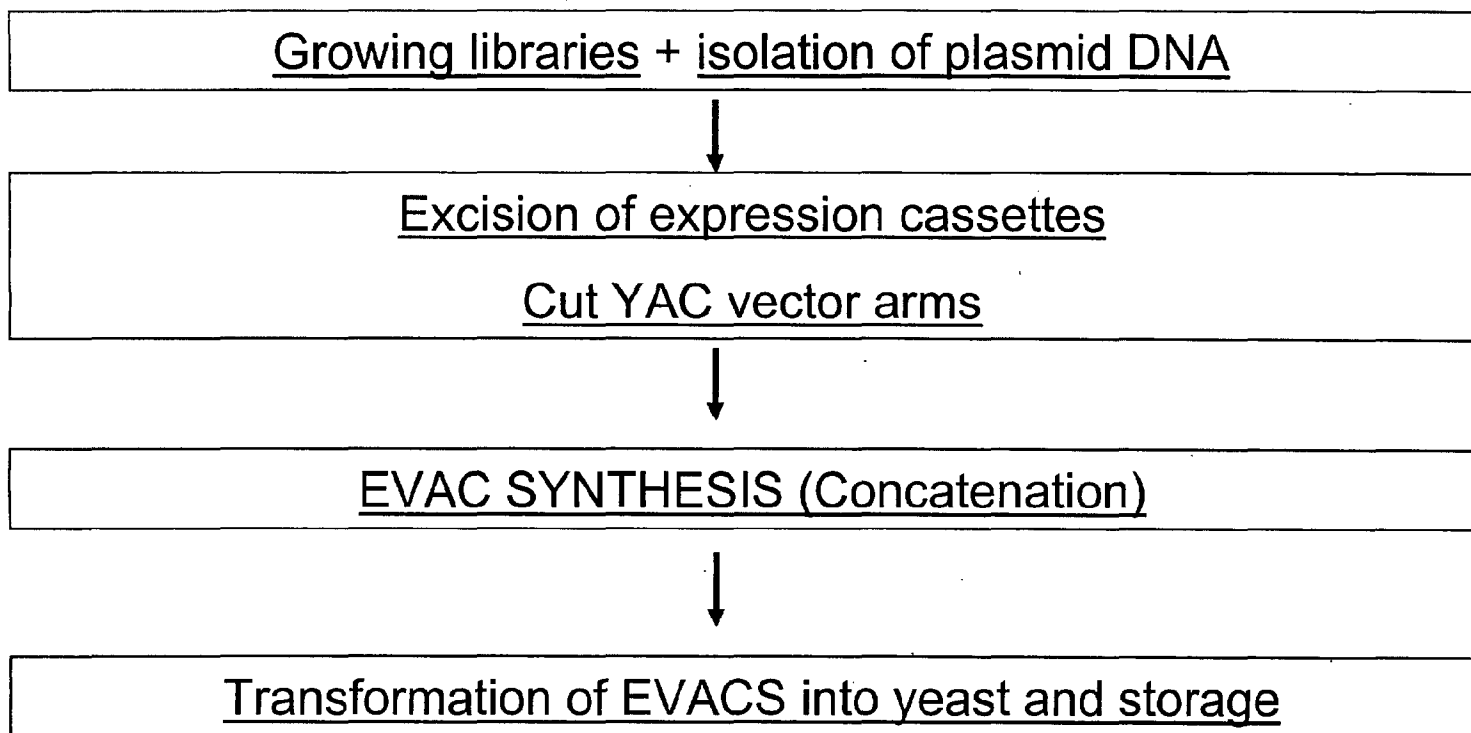 Growing libraries + isolation of plasmid DNA
Excision of expression cassettes
Cut YAC vector arms
EVAC SYNTHESIS (Concatenation)
Transformation of EVACS into yeast and storage